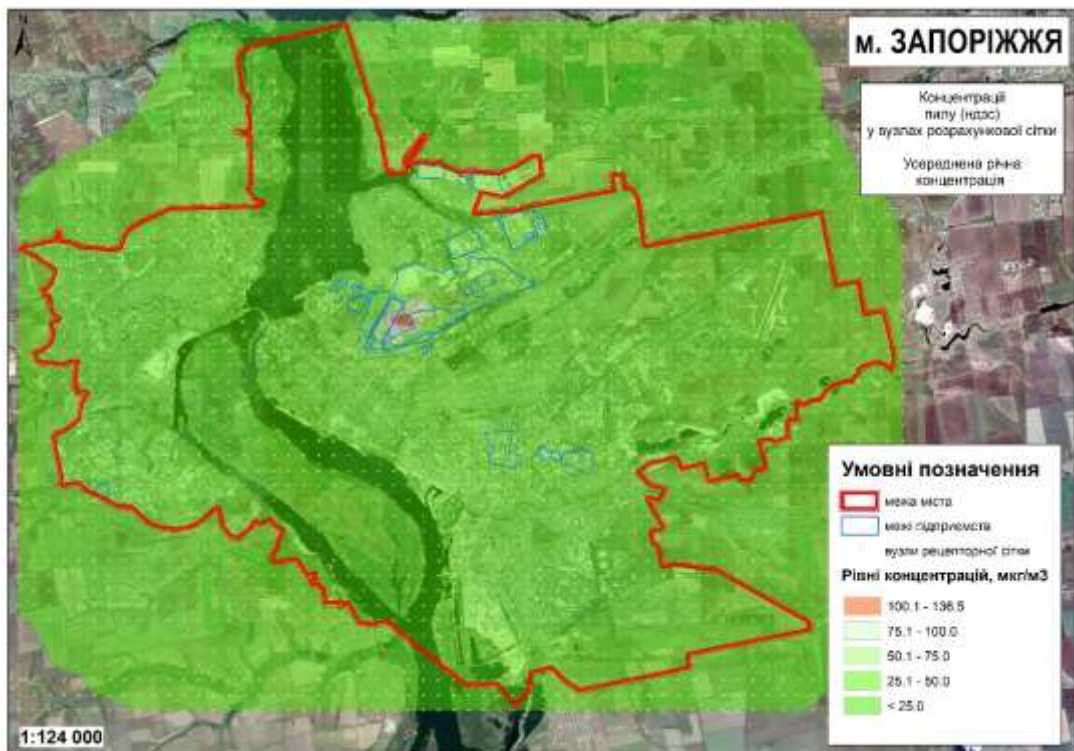 м. ЗАПОРІЖЖЯ
Концентрації
пилу (ндзс)
у вузлах розрахункової сітки
Усереднена річна
концентрація
Умовні позначення
межа міста
межі підприємств
вузли рецепторної сітки
Рівні концентрацій, мкг/м3
100.1 - 136.5
75.1 - 100.0
50.1 - 75.0
25.1 - 50.0
< 25.0
1:124 000